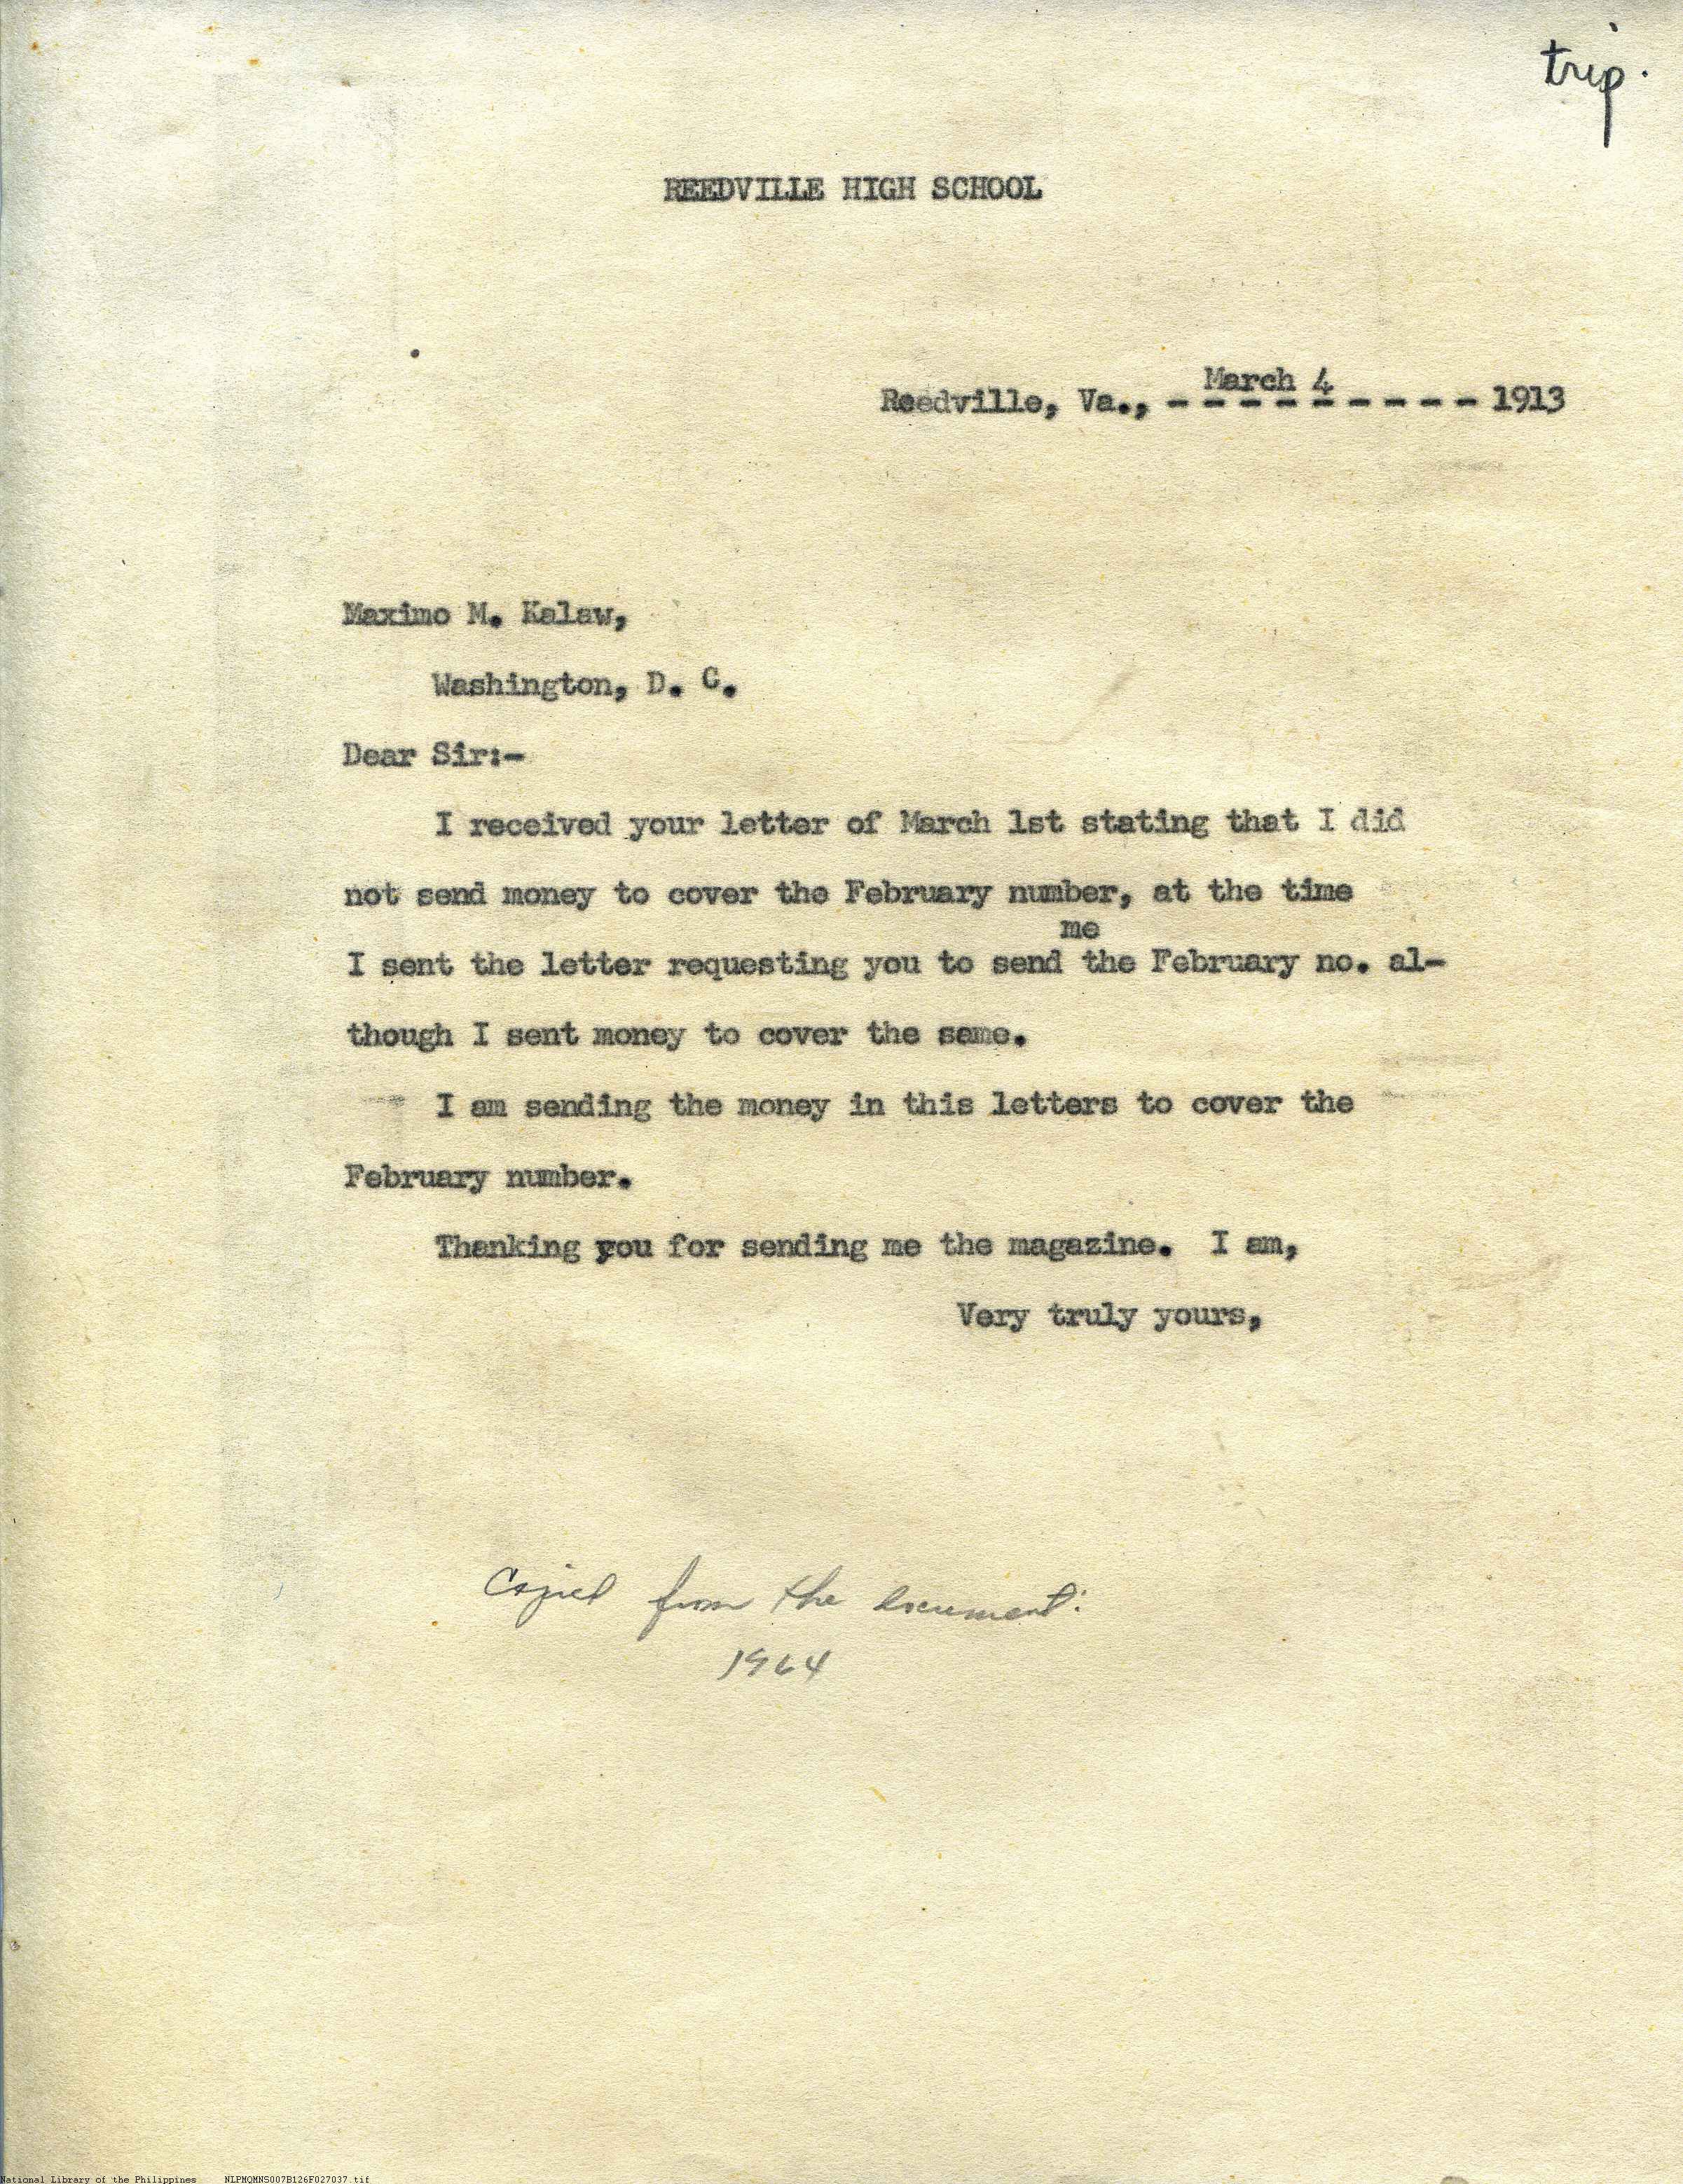 trip.
REEDVILLE HIGH SCHOOL
March 4
Reedville, Va., - - - - - - - - - 1913
Maximo M. Kalaw,
Washington, D. C.
Dear Sir:-
I received your letter of March 1st stating that I did
not send money to cover the February number, at the time
me
I sent the letter requesting you to send the February no. al-
though I sent money to cover the same.
I am sending the money in this letters to cover the
February number.
Thanking you for sending me the magazine. I am,
Very truly yours,
Copied from the document:
1964
National Library of the Philippines NLPMQMNS007B126F027037.tif